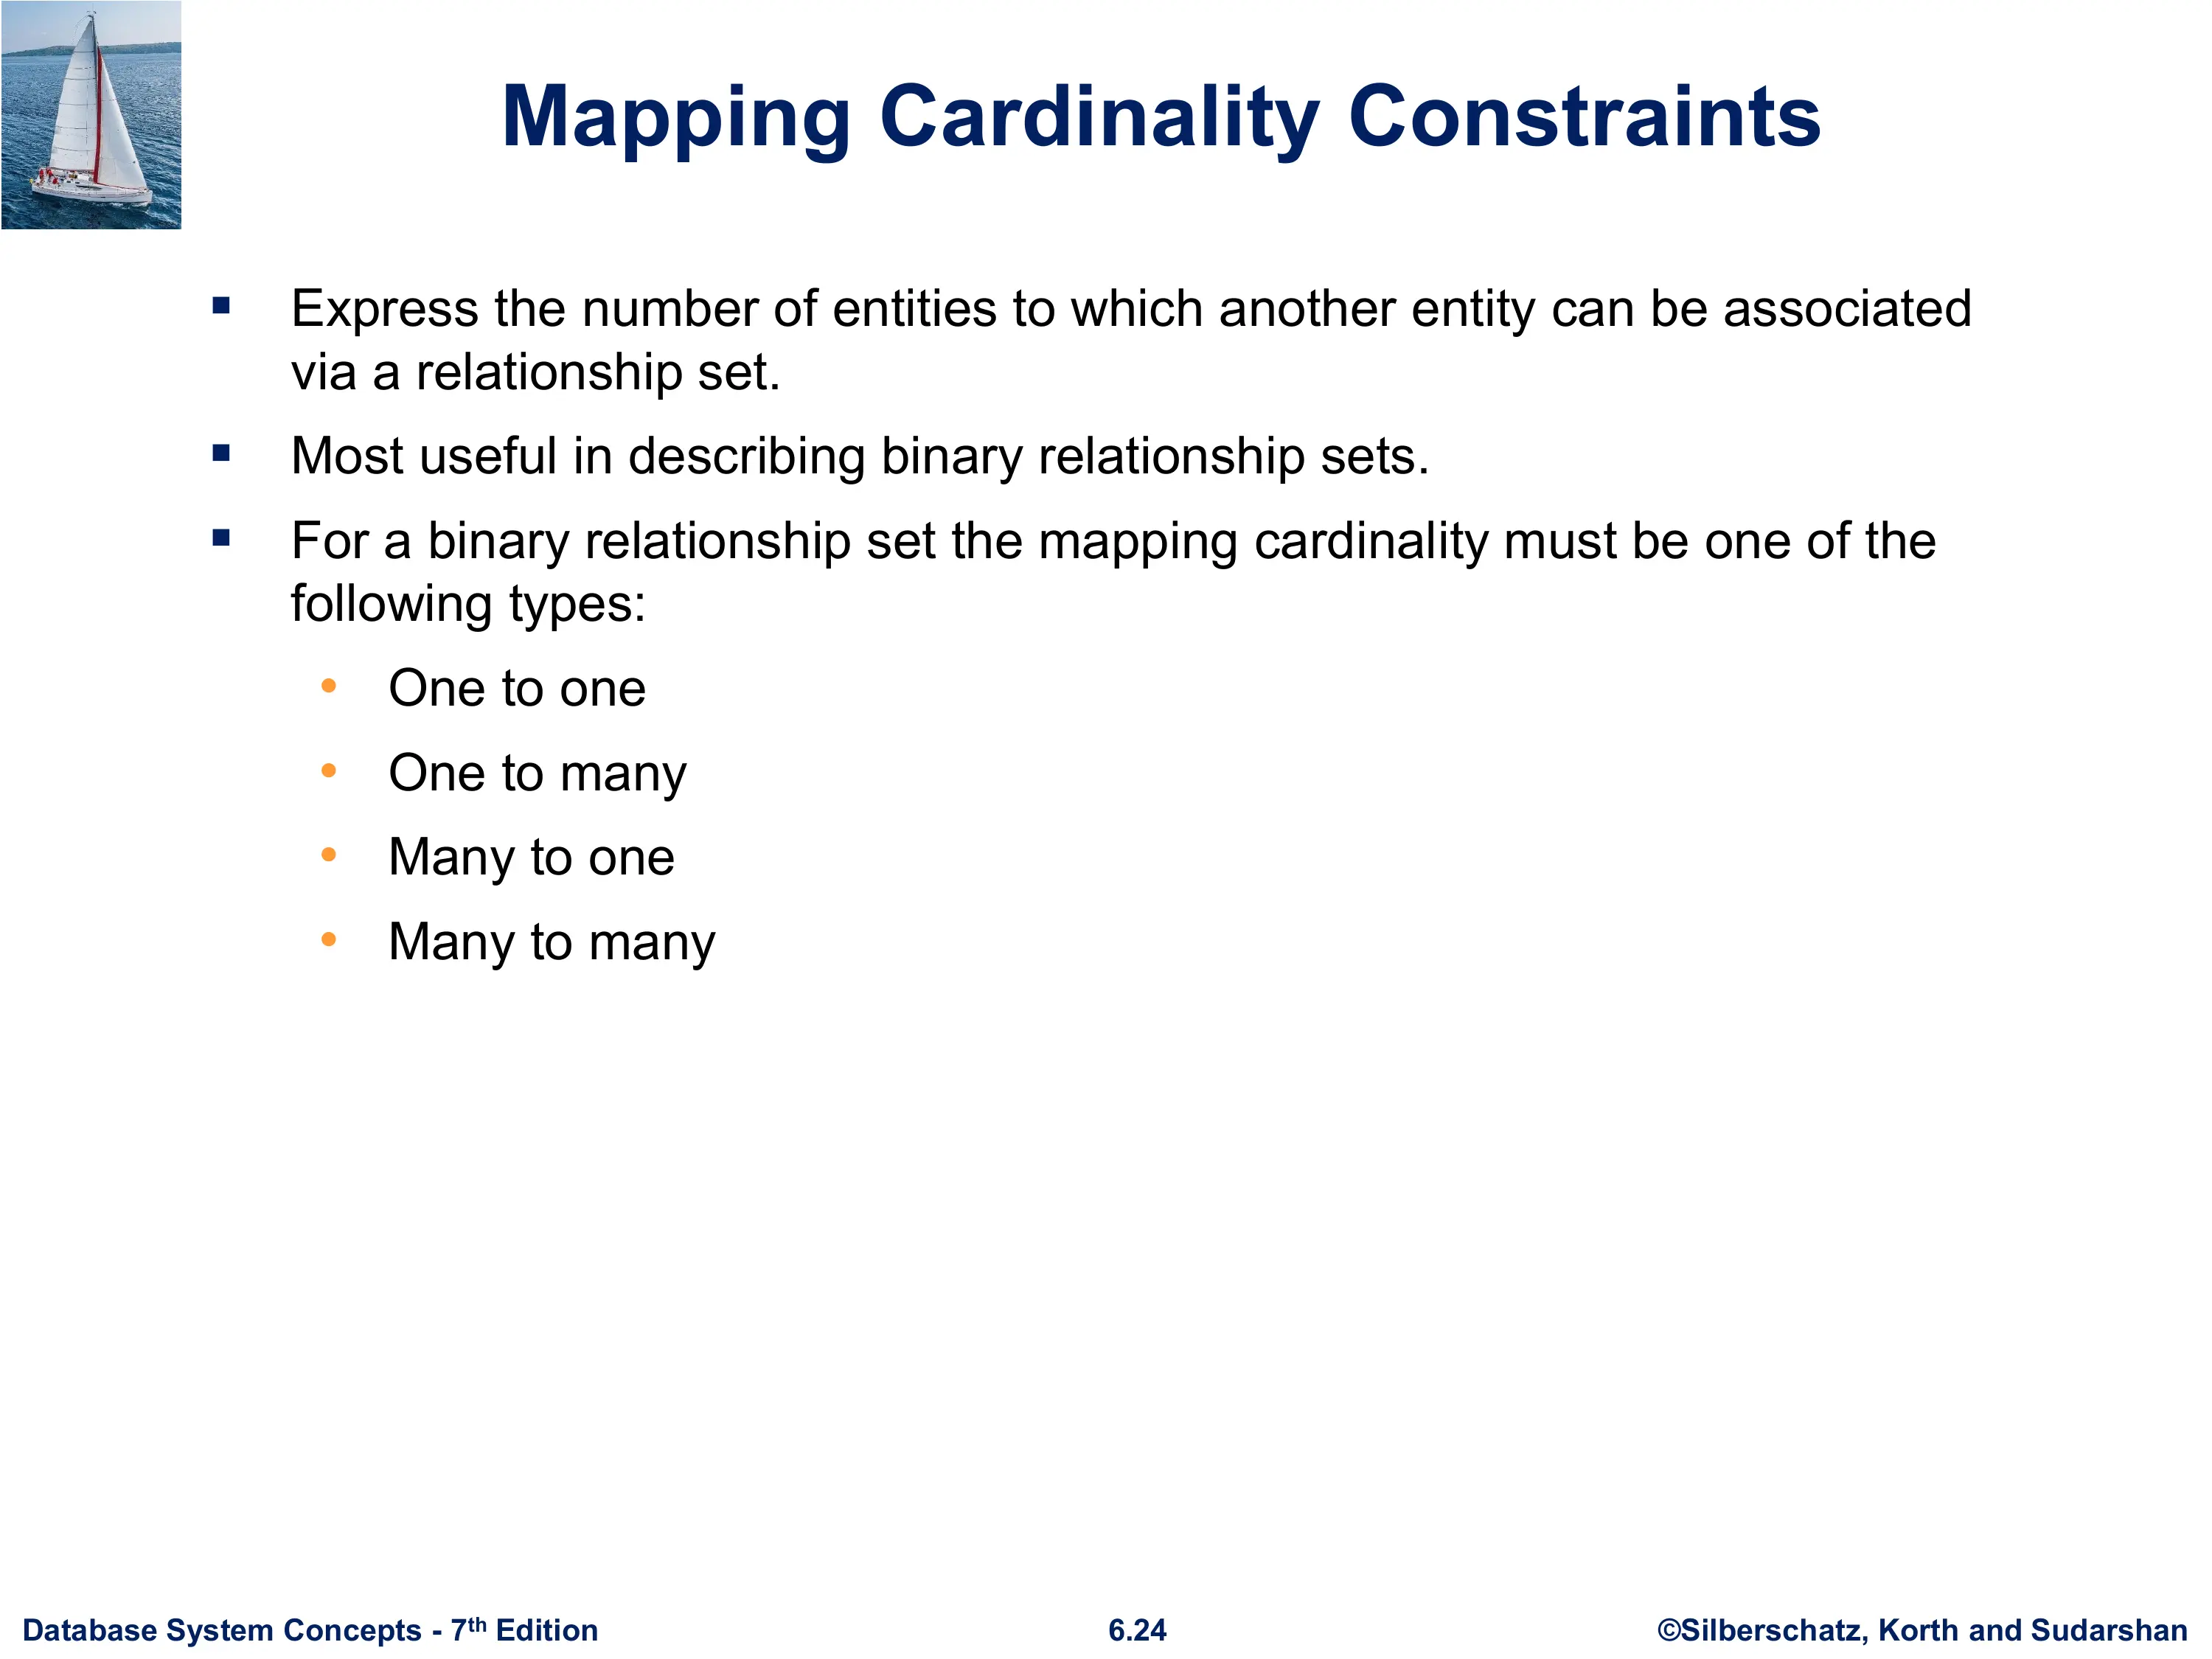 Mapping Cardinality Constraints
▪ Express the number of entities to which another entity can be associated
via a relationship set.
▪ Most useful in describing binary relationship sets.
▪ For a binary relationship set the mapping cardinality must be one of the
following types:
• One to one
• One to many
• Many to one
• Many to many
Database System Concepts - 7th Edition
6.24
©Silberschatz, Korth and Sudarshan